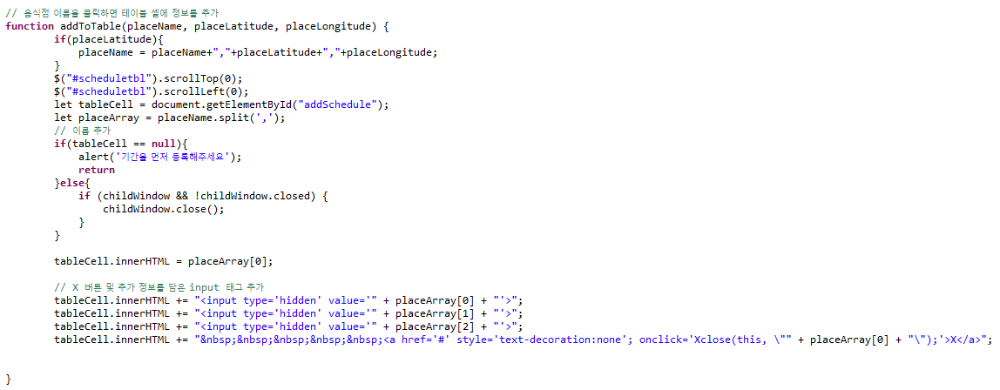 // 음식점 이름을 클릭하면 테이블 셀에 정보를 추가
function addToTable(placeName, placeLatitude, placeLongitude) {
if(placeLatitude){
placeName = placeName+","+placeLatitude+","+placeLongitude;
}
$("#scheduletbl").scrollTop(0);
$("#scheduletbl").scrollLeft(0);
let tableCell = document.getElementById("addSchedule");
let placeArray = placeName.split(',');
// 이름 추가
if(tableCell == null){
alert('기간을 먼저 등록해주세요');
return
}else{
if (childWindow && !childWindow.closed) {
childWindow.close();
}
}
tableCell.innerHTML = placeArray[0];
// X 버튼 및 추가 정보를 담은 input 태그 추가
tableCell.innerHTML += "<input type='hidden' value='" + placeArray[0] + "'>";
tableCell.innerHTML += "<input type='hidden' value='" + placeArray[1] + "'>";
tableCell.innerHTML += "<input type='hidden' value='" + placeArray[2] + "'>";
tableCell.innerHTML += "&nbsp;&nbsp;&nbsp;&nbsp;&nbsp;<a href='#' style='text-decoration:none'; onclick='Xclose(this, \"" + placeArray[0] + "\");'>X</a>";
}